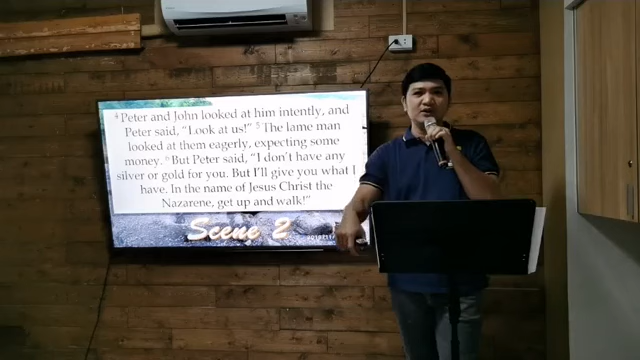 4 Peter and John looked at him intently, and
Peter said, “Look at us!” 5 The lame man
looked at them eagerly, expecting some
money. 6 But Peter said, “I don’t have any
silver or gold for you. But I’ll give you what I
have. In the name of Jesus Christ the
Nazarene, get up and walk!”
Scene 2